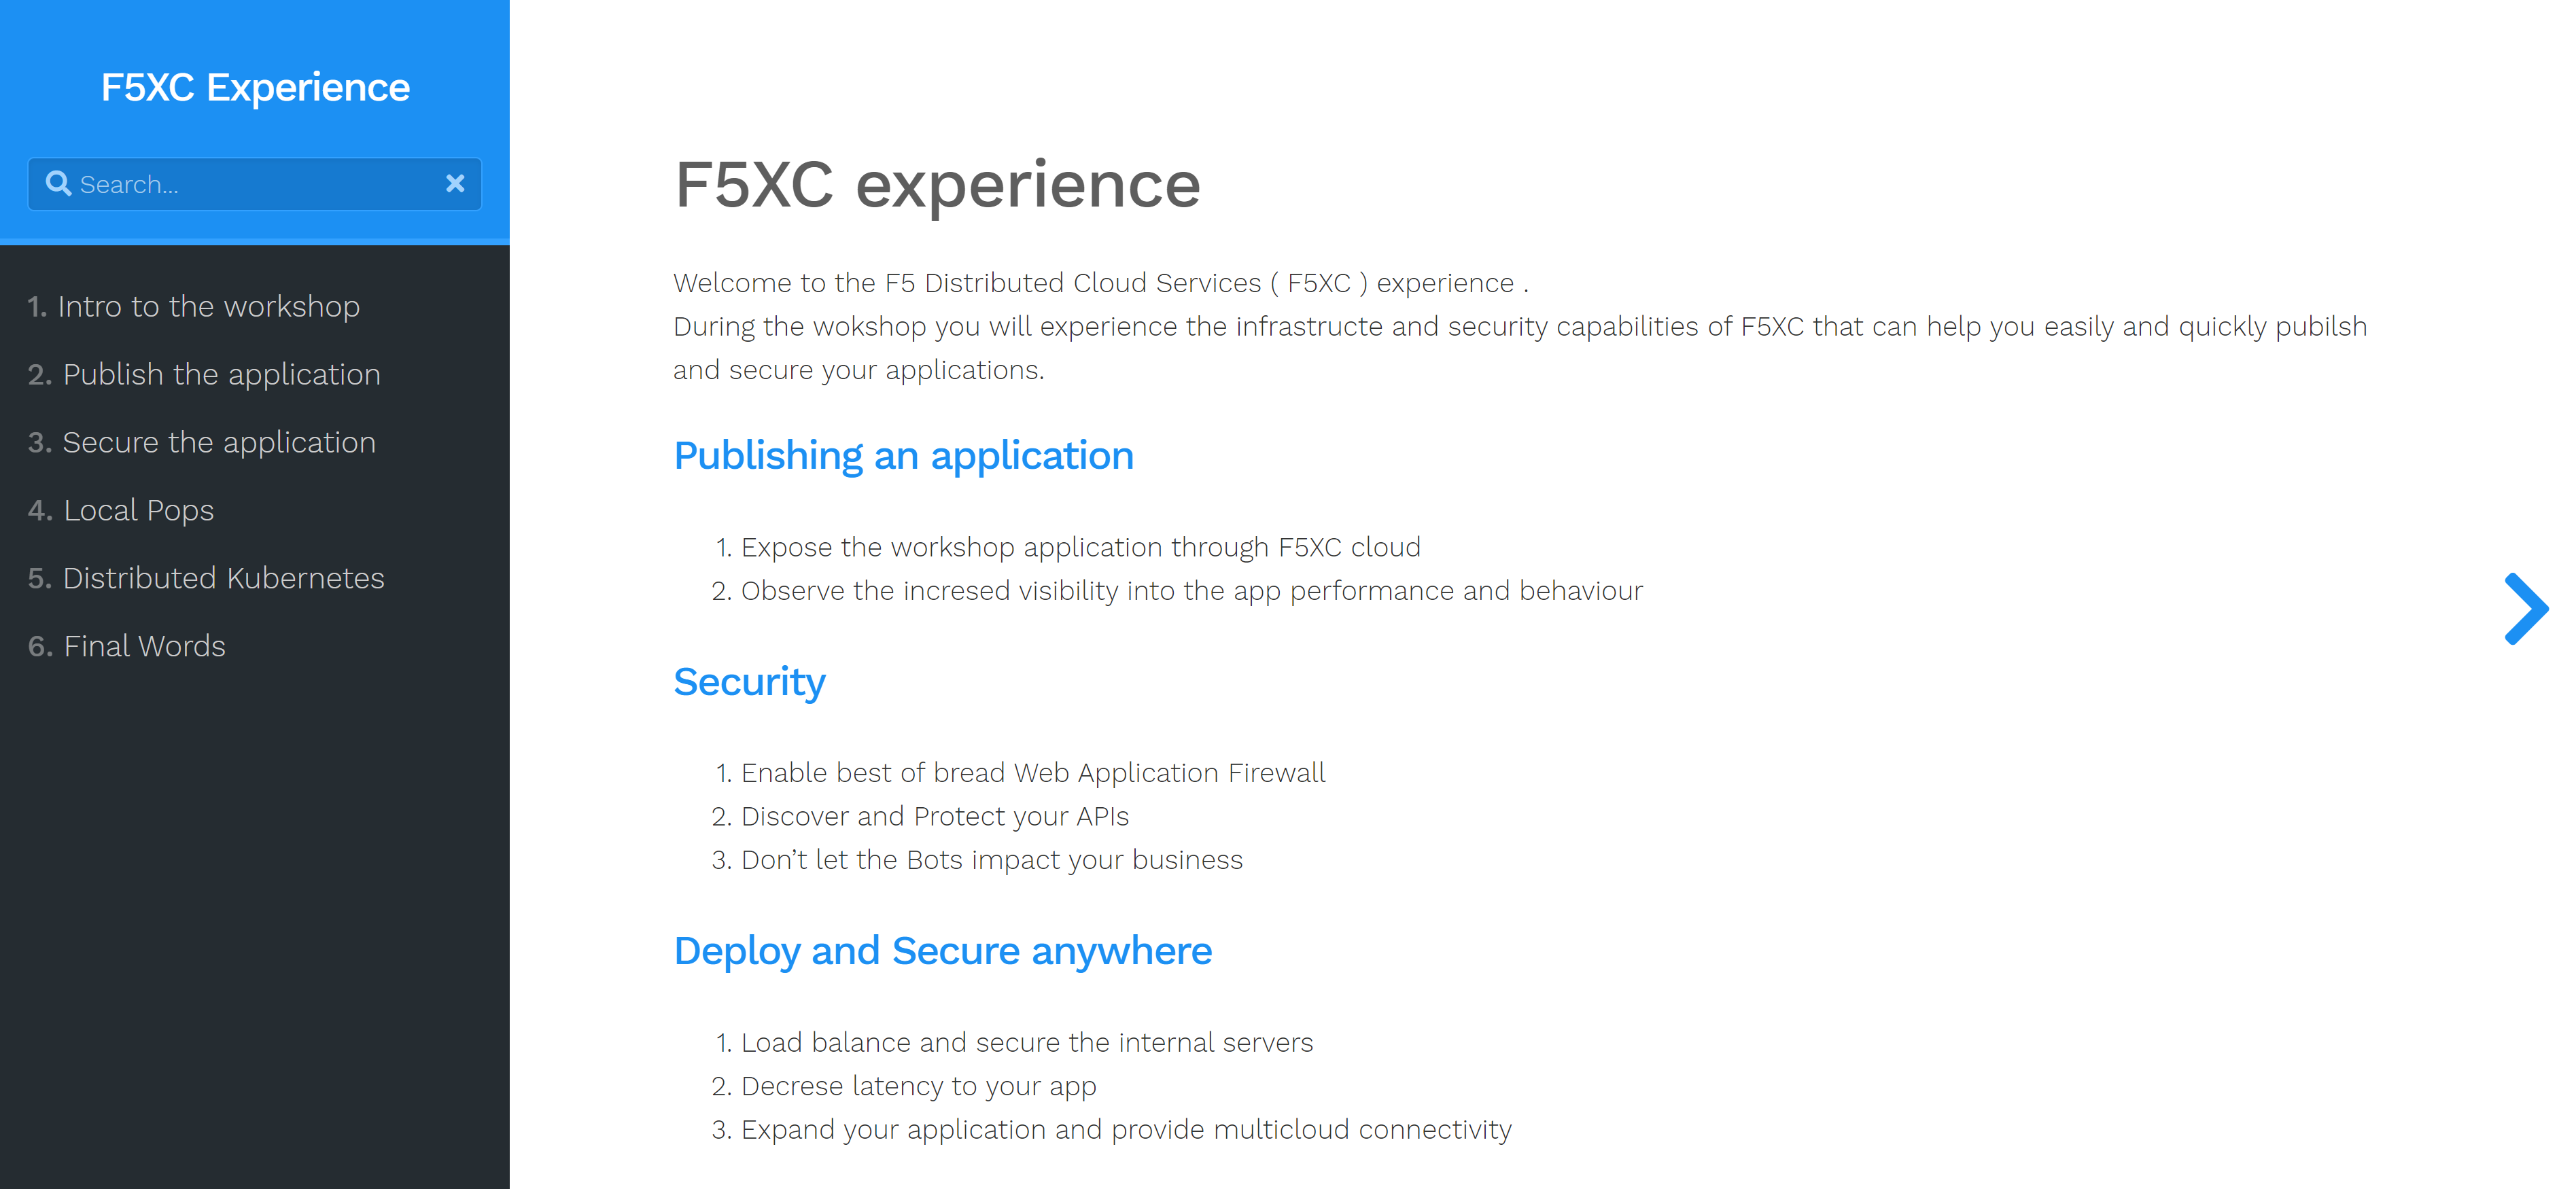 F5XC Experience
Search...
1. Intro to the workshop
2. Publish the application
3. Secure the application
4. Local Pops
5. Distributed Kubernetes
6. Final Words
F5XC experience
Welcome to the F5 Distributed Cloud Services ( F5XC ) experience .
During the wokshop you will experience the infrastructe and security capabilities of F5XC that can help you easily and quickly pubilsh
and secure your applications.
Publishing an application
1. Expose the workshop application through F5XC cloud
2. Observe the incresed visibility into the app performance and behaviour
Security
1. Enable best of bread Web Application Firewall
2. Discover and Protect your APIs
3. Don’t let the Bots impact your business
Deploy and Secure anywhere
1. Load balance and secure the internal servers
2. Decrese latency to your app
3. Expand your application and provide multicloud connectivity